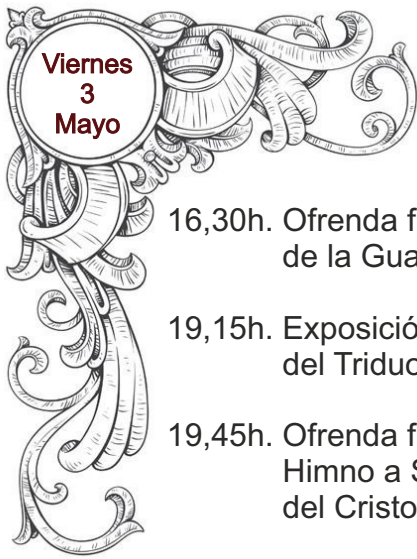 Viernes
3
Mayo
16,30h. Ofrenda f
de la Gua
19,15h. Exposició
del Triduo
19,45h. Ofrenda f
Himno a S
del Cristo